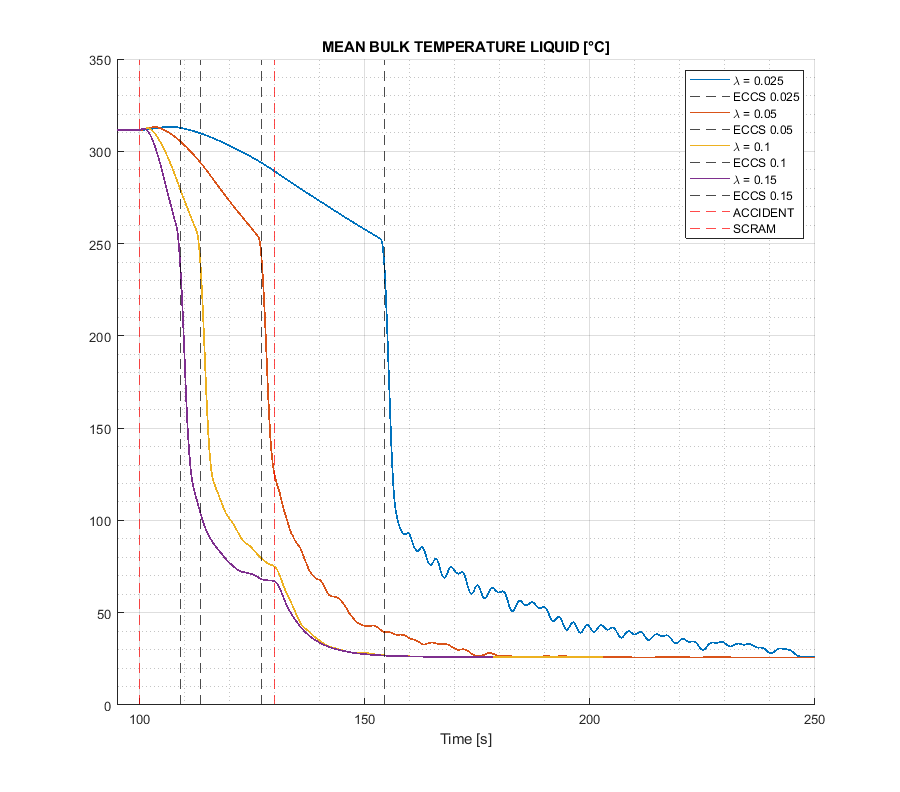 MEAN BULK TEMPERATURE LIQUID [°C]
350
300
250
200
150
100
50
0
λ = 0.025
ECCS 0.025
λ = 0.05
ECCS 0.05
λ = 0.1
ECCS 0.1
λ = 0.15
ECCS 0.15
ACCIDENT
SCRAM
100
150
200
250
Time [s]